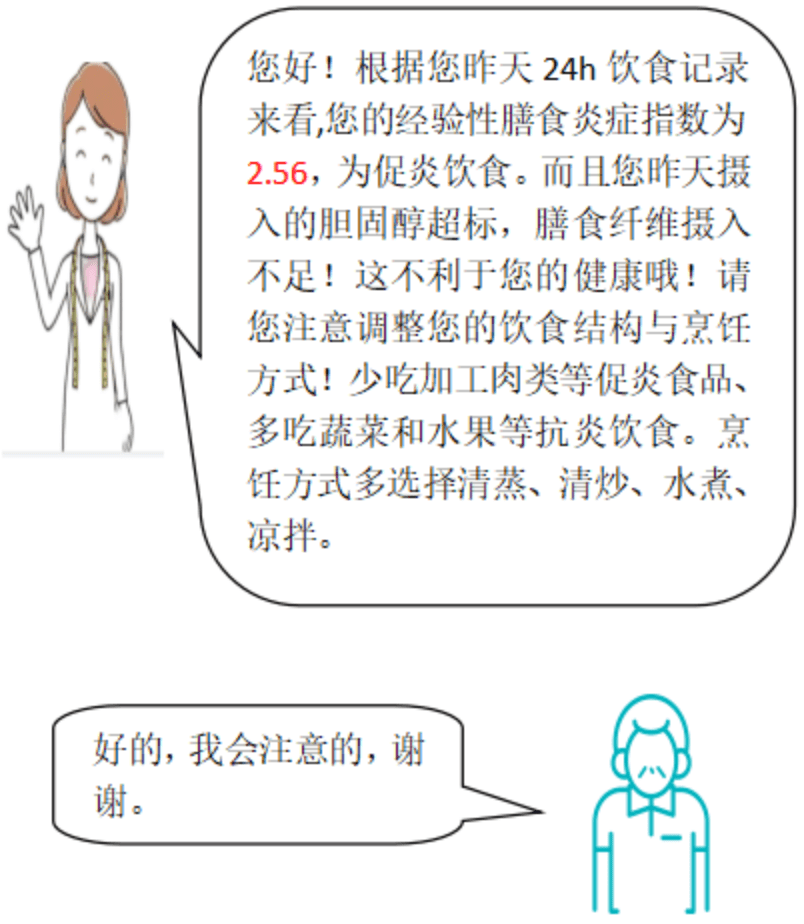 您好！根据您昨天 24h 饮食记录
来看,您的经验性膳食炎症指数为
2.56，为促炎饮食。而且您昨天摄
入的胆固醇超标，膳食纤维摄入
不足！这不利于您的健康哦！请
您注意调整您的饮食结构与烹饪
方式！少吃加工肉类等促炎食品、
多吃蔬菜和水果等抗炎饮食。烹
饪方式多选择清蒸、清炒、水煮、
凉拌。
好的，我会注意的，谢
谢。